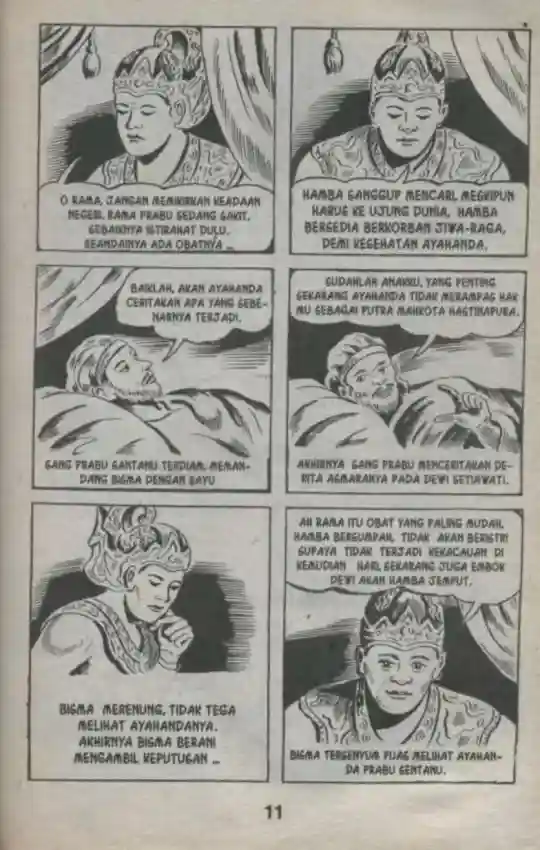 O RAMA, JANGAN MEMIKIRKAN KEADAAN
NEGERI. RAMA PRABU SEDANG SAKIT,
SEBAIKNYA ISTIRAHAT DULU.
SEANDAINYA ADA OBATNYA ...
HAMBA SANGGUP MENCARI, MESKIPUN
HARUS KE UJUNG DUNIA, HAMBA
BERSEDIA BERKORBAN JIWA-RAGA,
DEMI KESEHATAN AYAHANDA.
BAIKLAH, AKAN AYAHANDA
CERITAKAN APA YANG SEBE-
NARNYA TERJADI.
SANG PRABU SANTANU TERDIAM, MEMAN-
DANG BISMA DENGAN SAYU
SUDAHLAH ANAKKU, YANG PENTING
SEKARANG AYAHANDA TIDAK MERAMPAS HAK
MU SEBAGAI PUTRA MAHKOTA HASTINAPURA.
AKHIRNYA SANG PRABU MENCERITAKAN DE-
RITA ASMARANYA PADA DEWI SETIAWATI.
BISMA MERENUNG, TIDAK TEGA
MELIHAT AYAHANDANYA.
AKHIRNYA BISMA BERANI
MENGAMBIL KEPUTUSAN ...
AH RAMA ITU OBAT YANG PALING MUDAH,
HAMBA BERSUMPAH, TIDAK AKAN BERISTRI
SUPAYA TIDAK TERJADI KEKACAUAN DI
KEMUDIAN HARI, SEKARANG JUGA EMBOK
DEWI AKAN HAMBA JEMPUT.
BISMA TERSENYUM PUAS MELIHAT AYAHAN-
DA PRABU SENTANU.
11